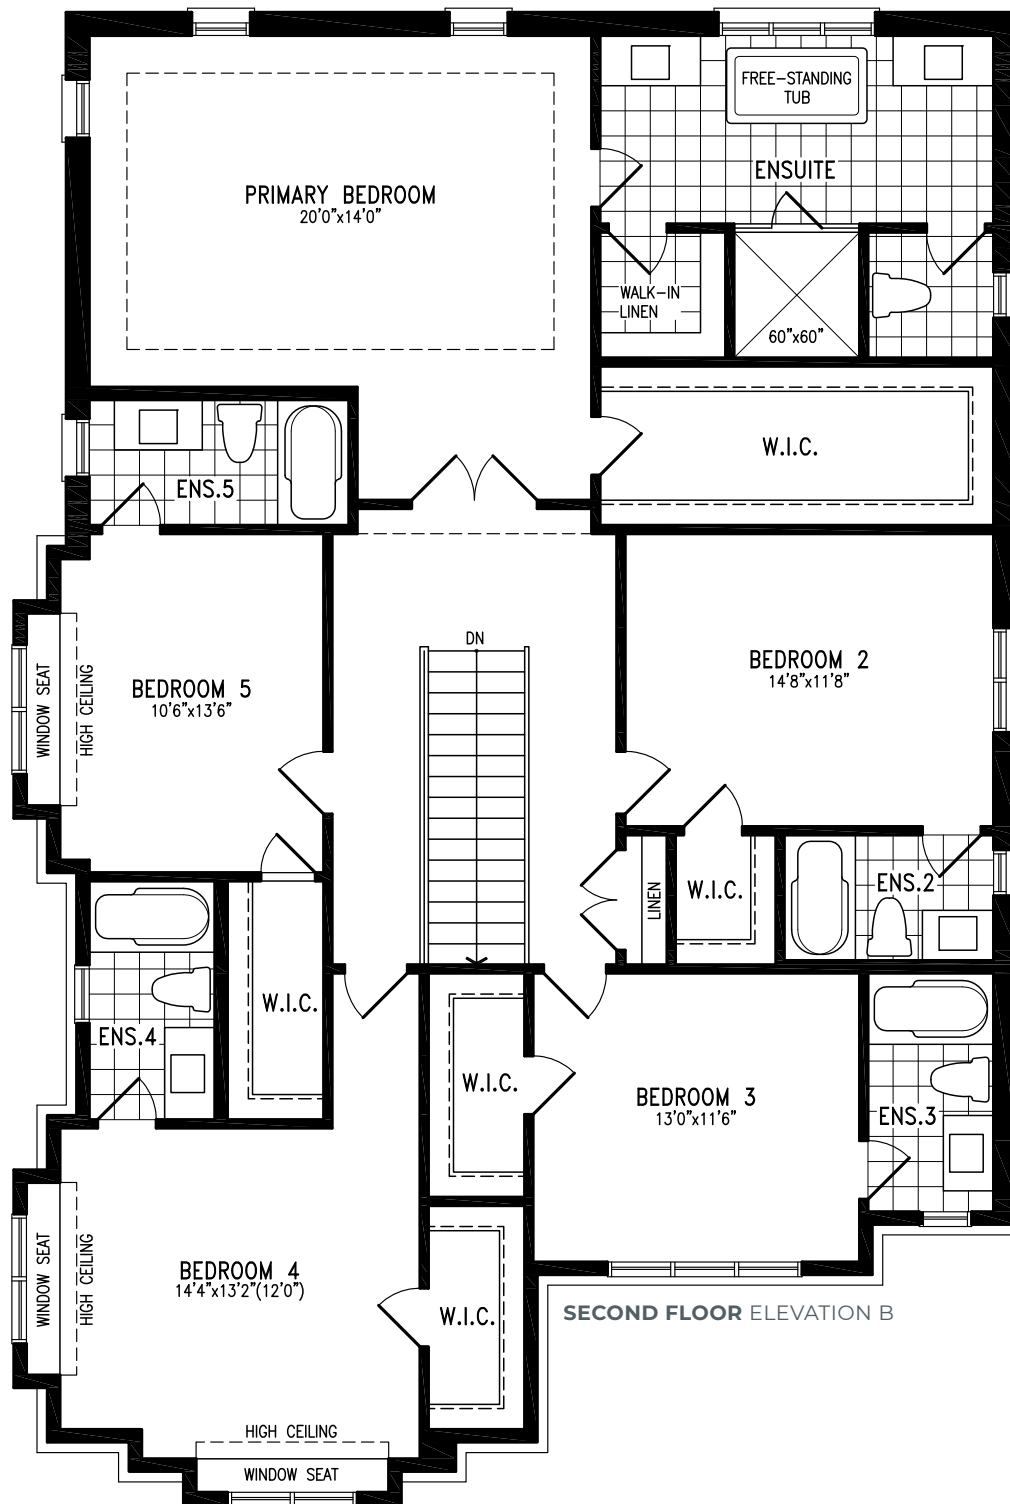 FREE-STANDING
TUB
ENSUITE
PRIMARY BEDROOM
20'0"x14'0"
WALK-IN
LINEN
60"x60"
W.I.C.
ENS.5
DN
BEDROOM 2
14'8"x11'8"
WINDOW SEAT
HIGH CEILING
BEDROOM 5
10'6"x13'6"
LINEN
W.I.C.
ENS.2
W.I.C.
ENS.4
W.I.C.
BEDROOM 3
13'0"x11'6"
ENS.3
WINDOW SEAT
HIGH CEILING
BEDROOM 4
14'4"x13'2"(12'0")
W.I.C.
SECOND FLOOR ELEVATION B
HIGH CEILING
WINDOW SEAT